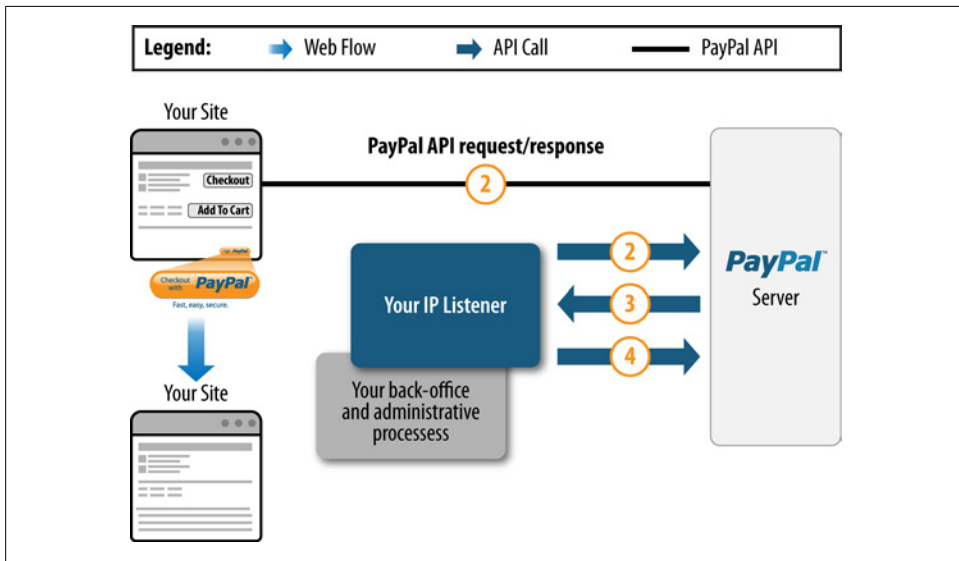 Legend:
Web Flow
API Call
PayPal API
Your Site
PayPal API request/response
2
Checkout
Add To Cart
PayPal
Checkout
with
PayPal
Fast, easy, secure.
Your IP Listener
2
3
4
PayPal™
Server
Your back-office
and administrative
processess
Your Site